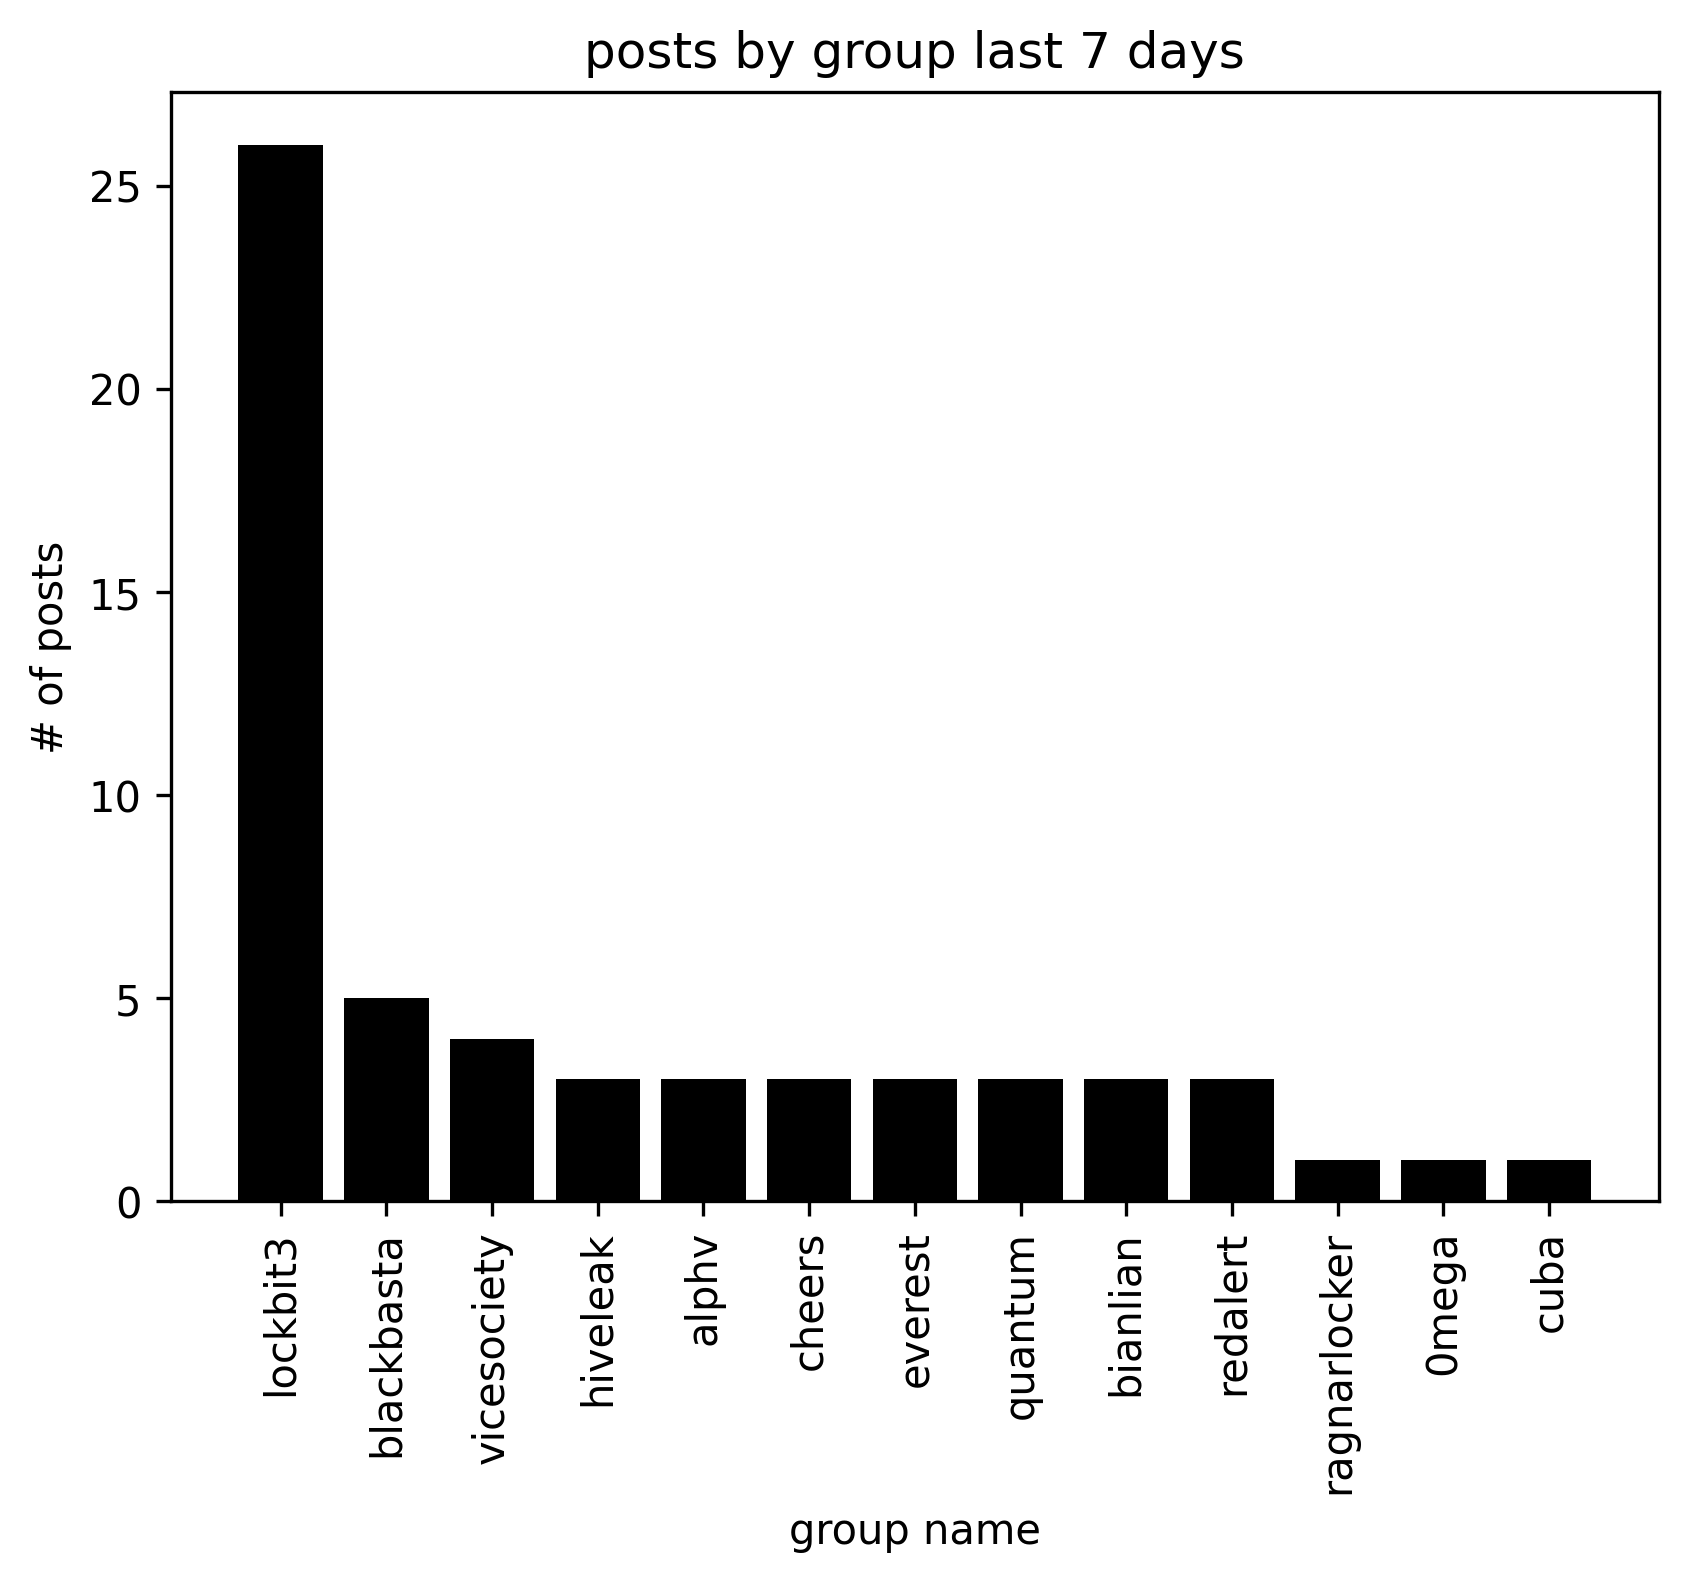 posts by group last 7 days
# of posts
25
20
15
10
5
0
lockbit3
blackbasta
vicesociety
hiveleak
alphv
cheers
everest
quantum
bianlian
redalert
ragnarlocker
0mega
cuba
group name